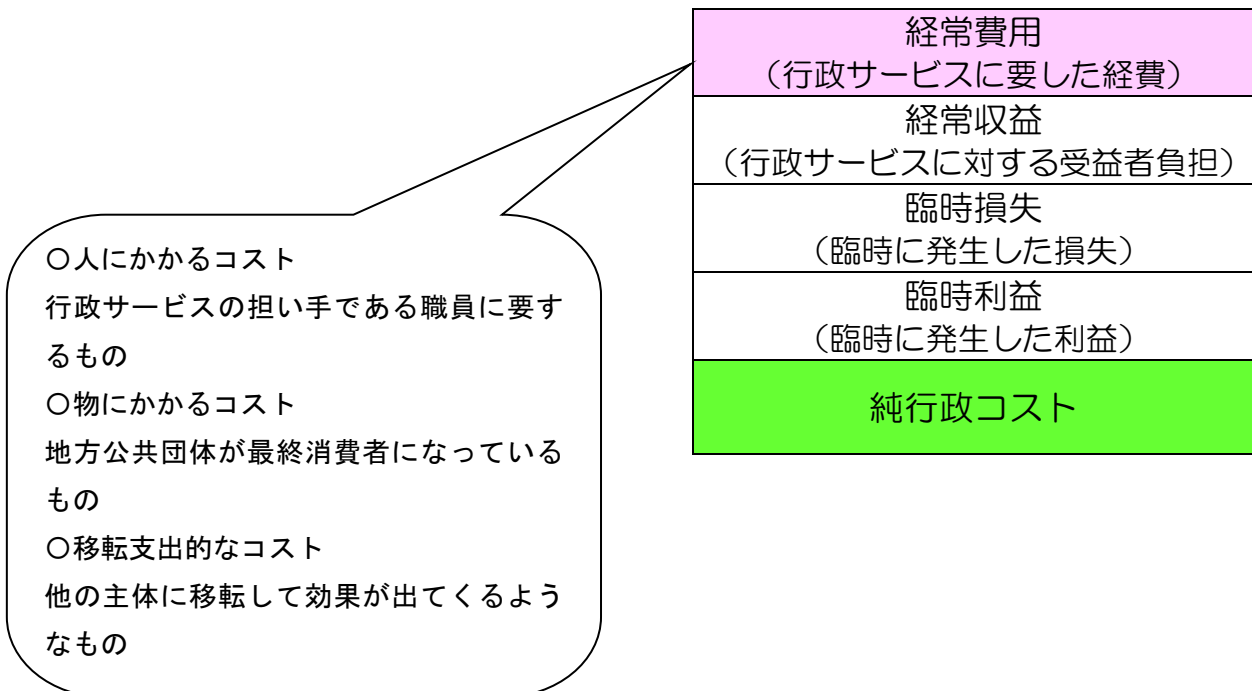 経常費用
（行政サービスに要した経費）
経常収益
（行政サービスに対する受益者負担）
臨時損失
（臨時に発生した損失）
臨時利益
（臨時に発生した利益）
純行政コスト
○人にかかるコスト
行政サービスの担い手である職員に要す
るもの
○物にかかるコスト
地方公共団体が最終消費者になっている
もの
○移転支出的なコスト
他の主体に移転して効果が出てくるよう
なもの